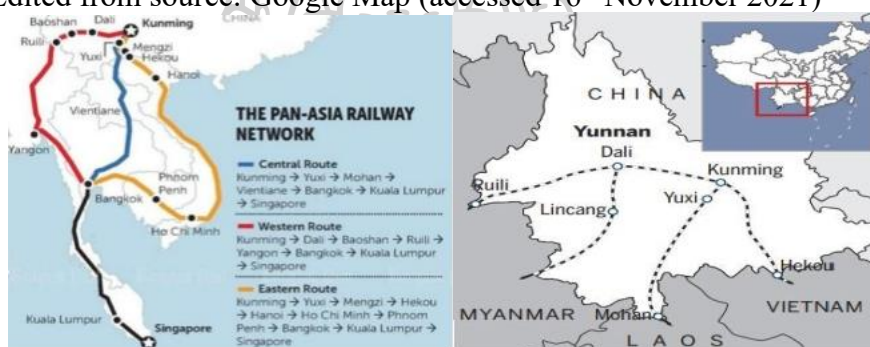 Edited from source: Google Map (accessed 16th November 2021)
Baoshan
Dali
Kunming
CHINA
Ruili
Yuxi
Mengzi
Hekou
Hanoi
Vientiane
Yangon
Bangkok
Phnom
Penh
Ho Chi Minh
Kuala Lumpur
Singapore
THE PAN-ASIA RAILWAY
NETWORK
Central Route
Kunming → Yuxi → Mohan →
Vientiane → Bangkok → Kuala Lumpur
→ Singapore
Western Route
Kunming → Dali → Baoshan → Ruili →
Yangon → Bangkok → Kuala Lumpur
→ Singapore
Eastern Route
Kunming → Yuxi → Mengzi → Hekou
→ Hanoi → Ho Chi Minh → Phnom
Penh → Bangkok → Kuala Lumpur →
Singapore
CHINA
Yunnan
Dali
Kunming
Ruili
Lincang
Yuxi
Hekou
MYANMAR
Mohan
VIETNAM
LAOS